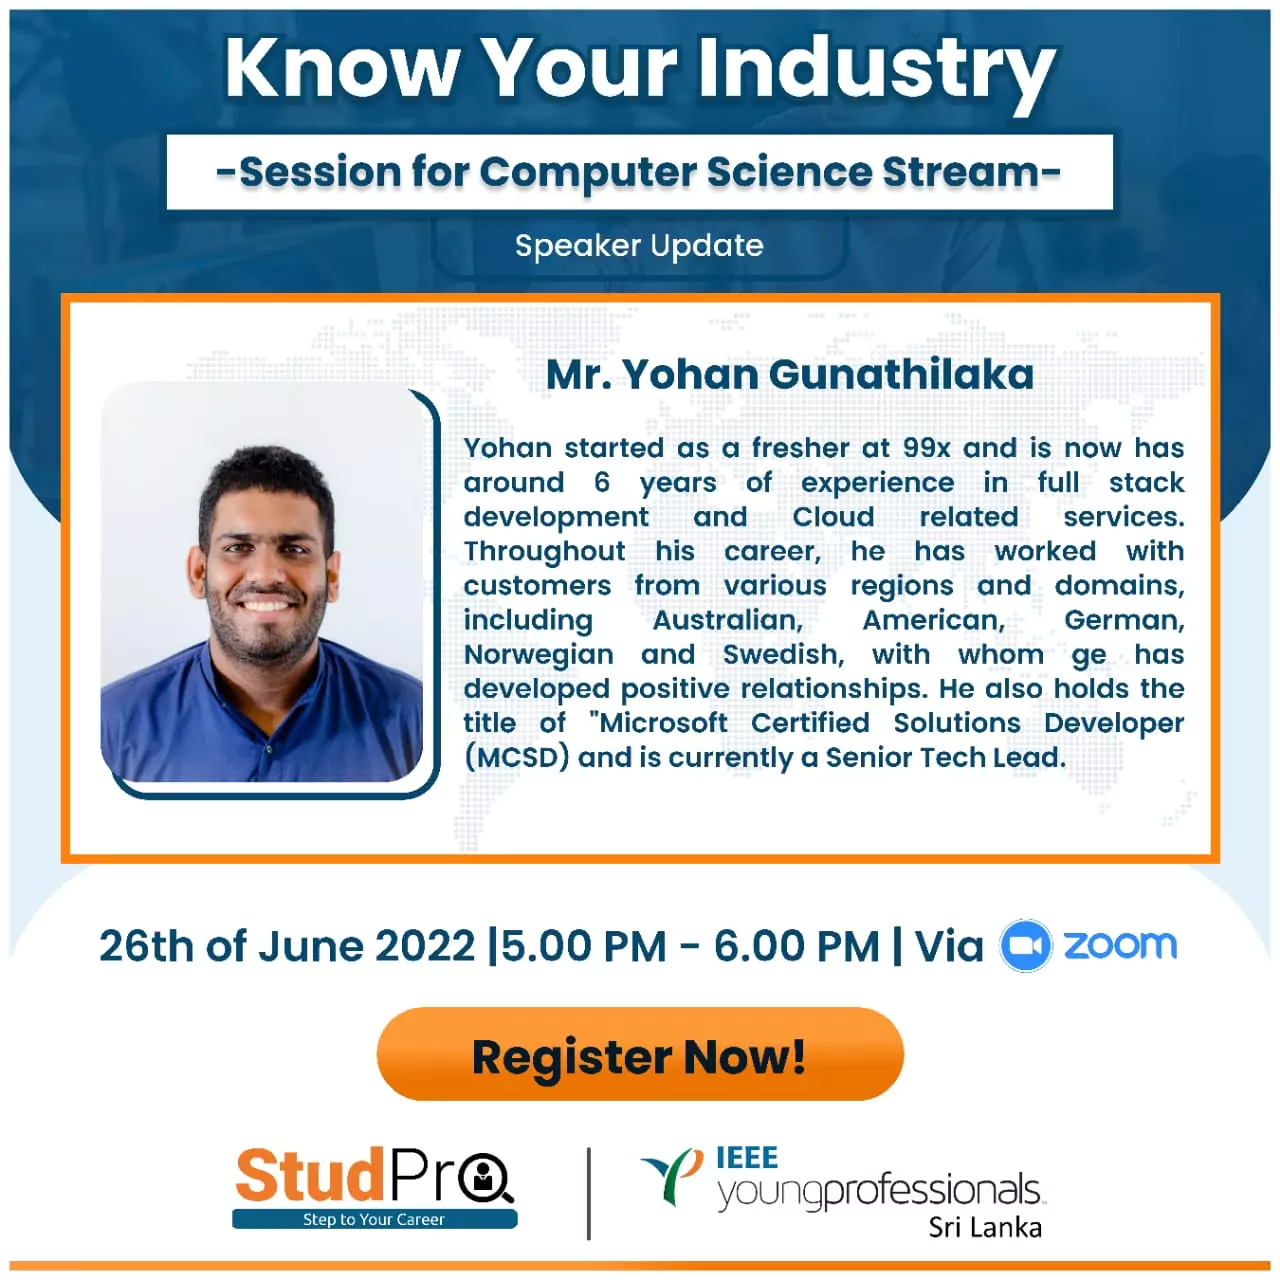 Know Your Industry
-Session for Computer Science Stream-
Speaker Update
Mr. Yohan Gunathilaka
Yohan started as a fresher at 99x and is now has
around 6 years of experience in full stack
development and Cloud related services.
Throughout his career, he has worked with
customers from various regions and domains,
including Australian, American, German,
Norwegian and Swedish, with whom ge has
developed positive relationships. He also holds the
title of "Microsoft Certified Solutions Developer
(MCSD) and is currently a Senior Tech Lead.
26th of June 2022 |5.00 PM - 6.00 PM | Via zoom
Register Now!
StudPro
Step to Your Career
IEEE
youngprofessionals
Sri Lanka